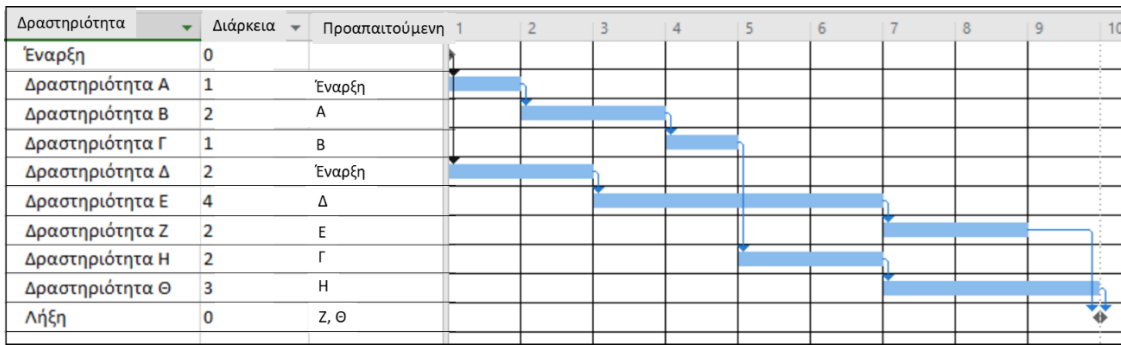 Δραστηριότητα Διάρκεια Προαπαιτούμενη 1 2 3 4 5 6 7 8 9 10
Έναρξη 0
Δραστηριότητα Α 1 Έναρξη
Δραστηριότητα Β 2 Α
Δραστηριότητα Γ 1 Β
Δραστηριότητα Δ 2 Έναρξη
Δραστηριότητα Ε 4 Δ
Δραστηριότητα Ζ 2 Ε
Δραστηριότητα Η 2 Γ
Δραστηριότητα Θ 3 Η
Λήξη 0 Ζ, Θ